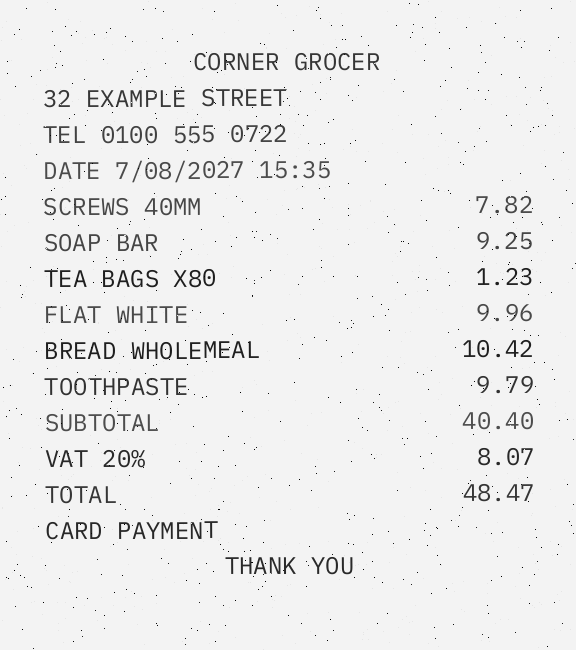 CORNER GROCER
32 EXAMPLE STREET
TEL 0100 555 0722
DATE 7/08/2027 15:35
SCREWS 40MM 7.82
SOAP BAR 9.25
TEA BAGS X80 1.23
FLAT WHITE 9.96
BREAD WHOLEMEAL 10.42
TOOTHPASTE 9.79
SUBTOTAL 40.40
VAT 20% 8.07
TOTAL 48.47
CARD PAYMENT
THANK YOU